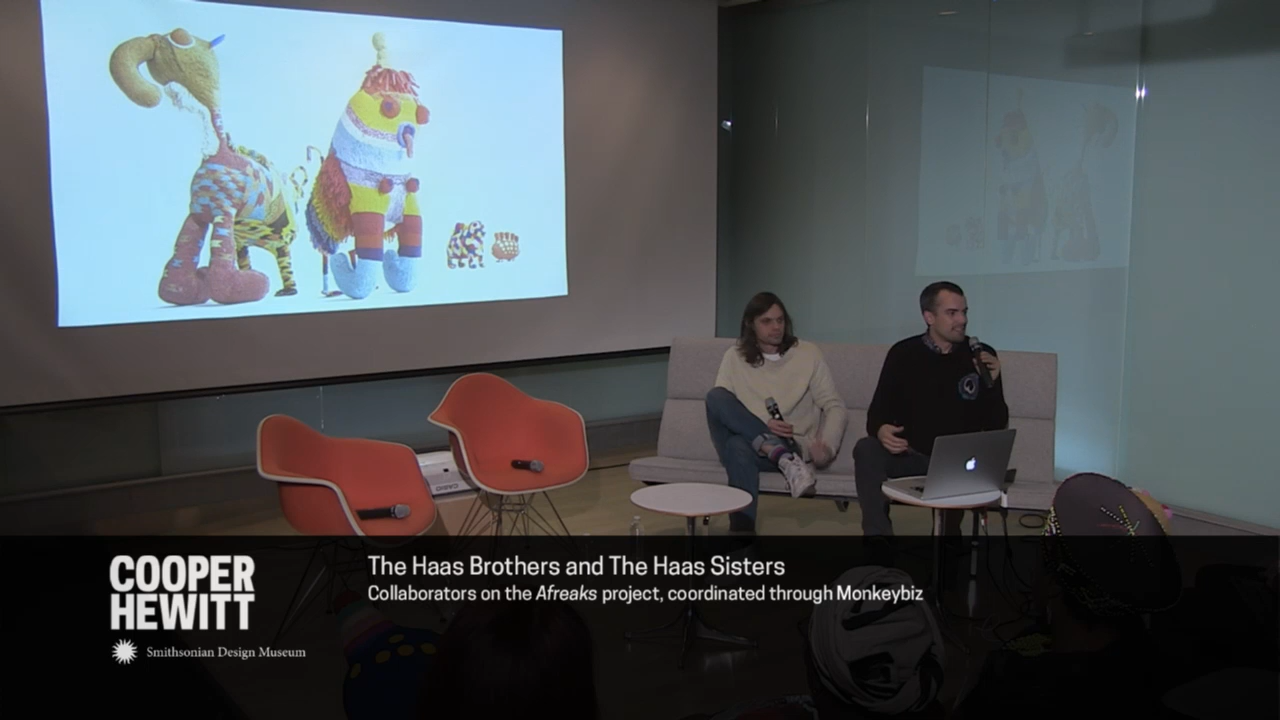 COOPER
HEWITT
Smithsonian Design Museum
The Haas Brothers and The Haas Sisters
Collaborators on the Afreaks project, coordinated through Monkeybiz